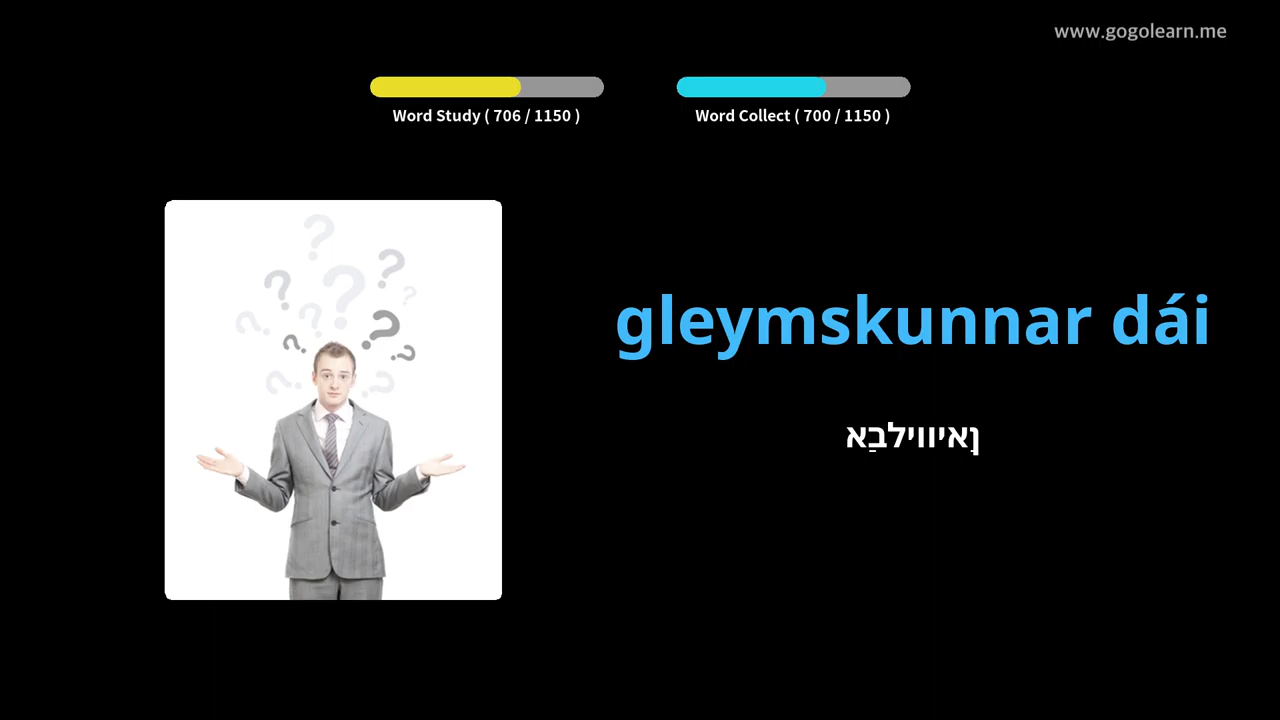 www.gogolearn.me
Word Study ( 706 / 1150 )
Word Collect ( 700 / 1150 )
gleymskunnar dái
ןָאיווילבַא